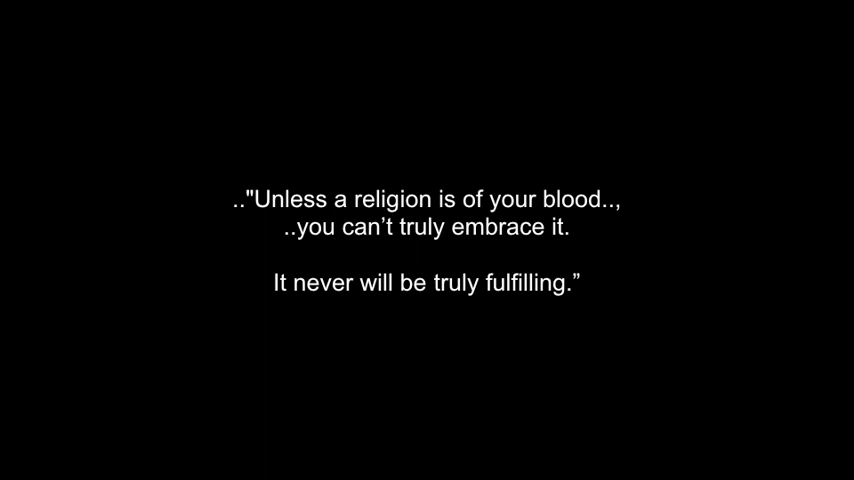 .."Unless a religion is of your blood..,
..you can’t truly embrace it.
It never will be truly fulfilling.”